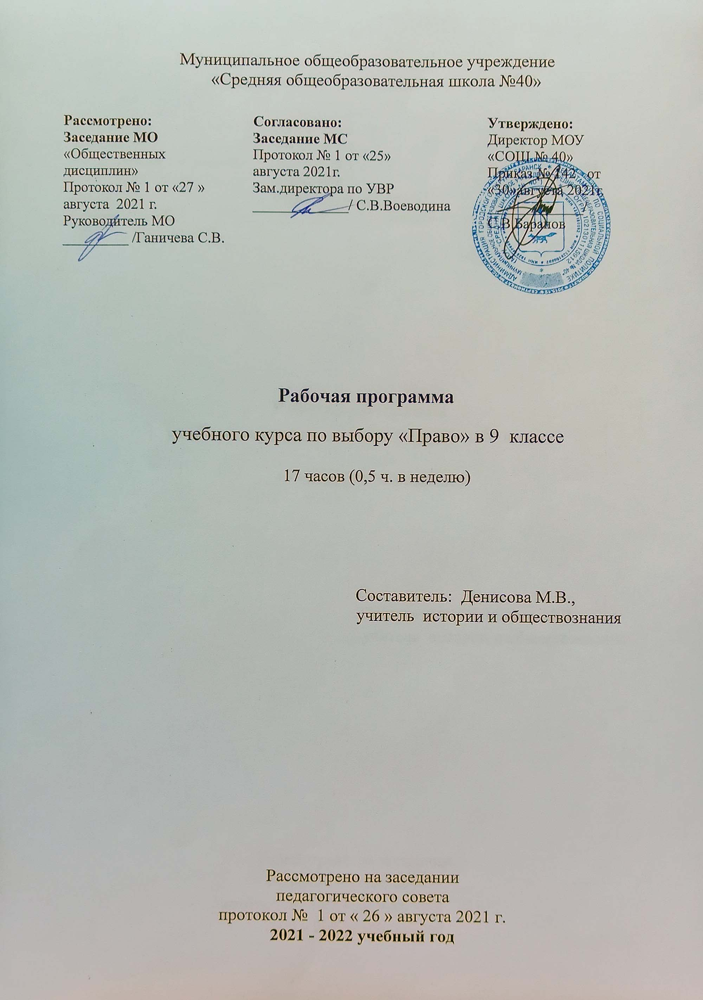 Муниципальное общеобразовательное учреждение
«Средняя общеобразовательная школа №40»
Рассмотрено:
Заседание МО
«Общественных
дисциплин»
Протокол № 1 от «27 »
августа 2021 г.
Руководитель МО
/Ганичева С.В.
Согласовано:
Заседание МС
Протокол № 1 от «25»
августа 2021г.
Зам.директора по УВР
/ С.В.Воеводина
Утверждено:
Директор МОУ
«СОШ № 40»
Приказ № 142 от
«30»августа 2021г.
/
С.В.Баранов
Рабочая программа
учебного курса по выбору «Право» в 9 классе
17 часов (0,5 ч. в неделю)
Составитель: Денисова М.В.,
учитель истории и обществознания
Рассмотрено на заседании
педагогического совета
протокол № 1 от « 26 » августа 2021 г.
2021 - 2022 учебный год